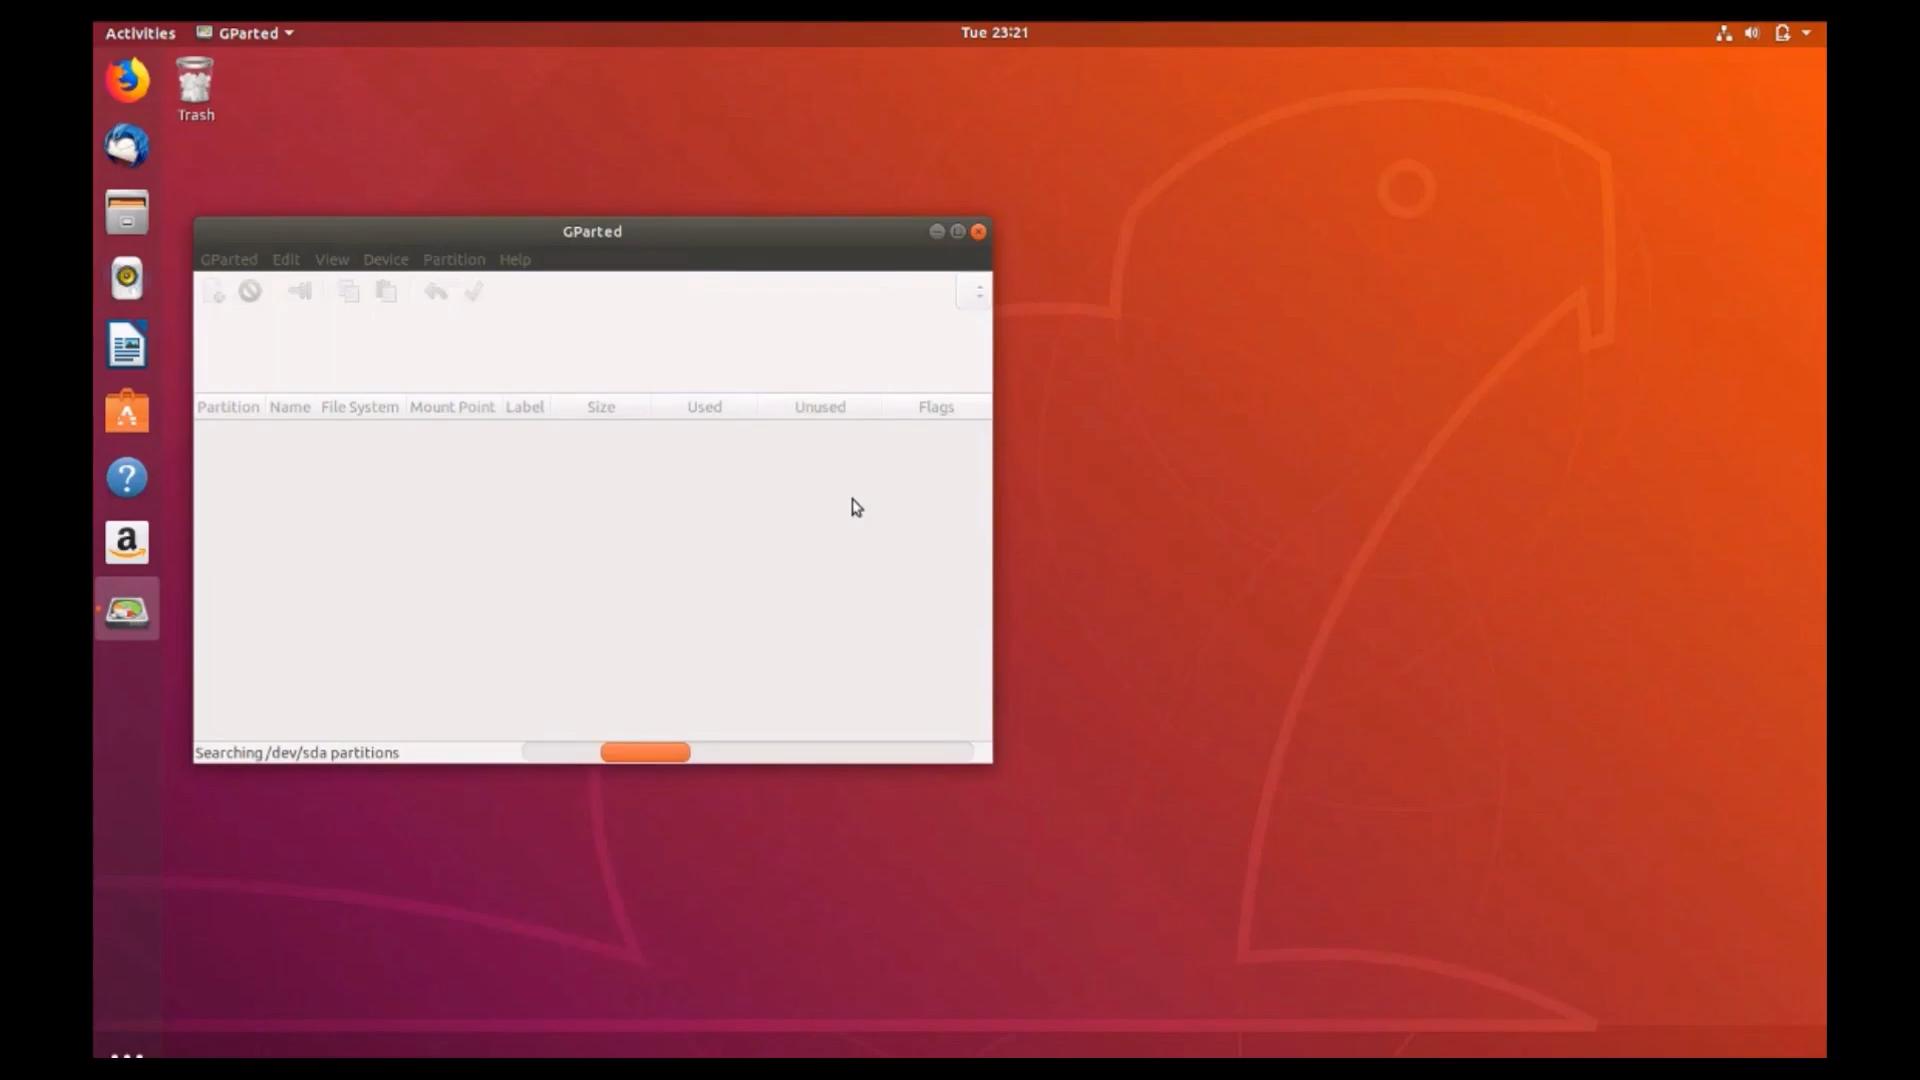 Activities GParted Tue 23:21
Trash
GParted
GParted Edit View Device Partition Help
Partition Name File System Mount Point Label Size Used Unused Flags
Searching /dev/sda partitions